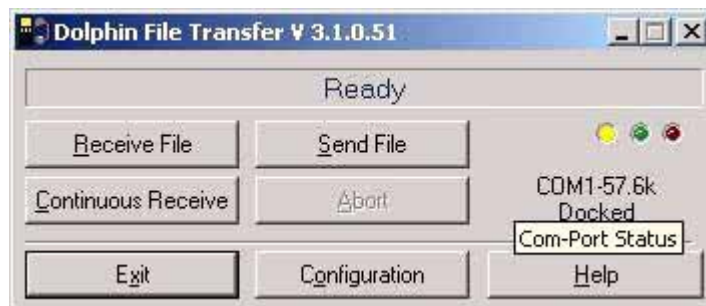 Dolphin File Transfer V 3.1.0.51
Ready
Receive File
Send File
Continuous Receive
Abort
COM1-57.6k
Docked
Com-Port Status
Exit
Configuration
Help